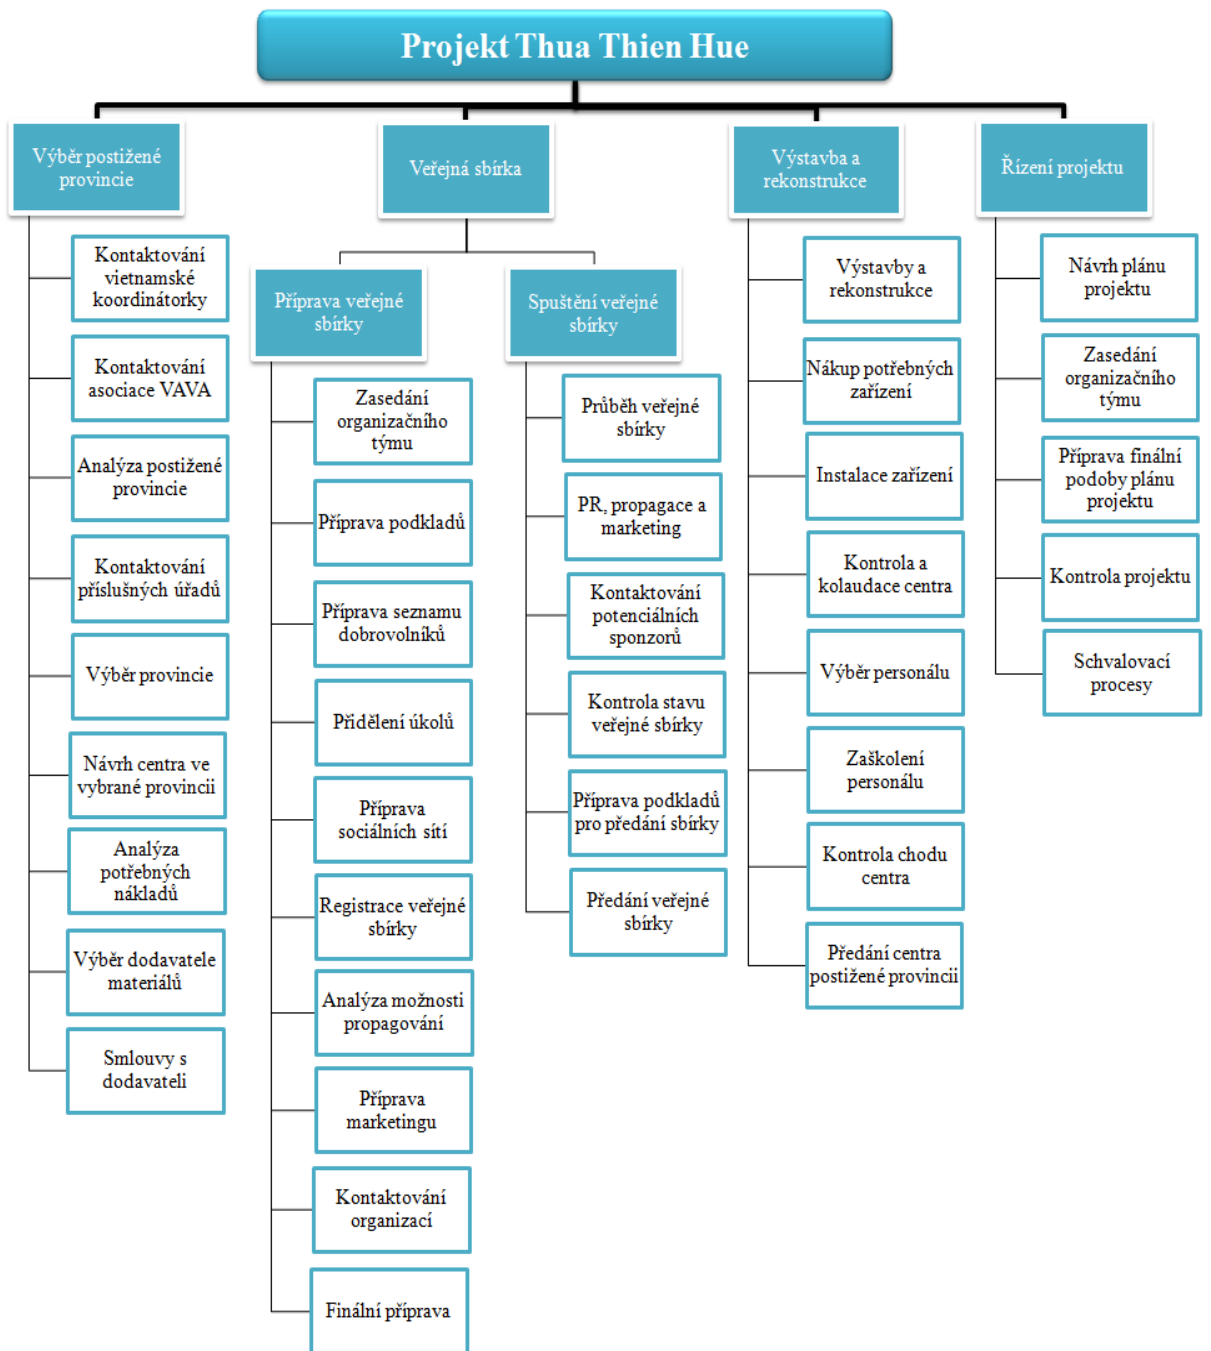 Projekt Thua Thien Hue
Výběr postižené
provincie
Kontaktování
vietnamské
koordinátorky
Kontaktování
asociace VAVA
Analýza postižené
provincie
Kontaktování
příslušných úřadů
Výběr provincie
Návrh centra ve
vybrané provincii
Analýza
potřebných
nákladů
Výběr dodavatele
materiálů
Smlouvy s
dodavateli
Veřejná sbírka
Příprava veřejné
sbírky
Zasedání
organizačního
týmu
Příprava podkladů
Příprava seznamu
dobrovolníků
Přidělení úkolů
Příprava
sociálních sítí
Registrace veřejné
sbírky
Analýza možnosti
propagování
Příprava
marketingu
Kontaktování
organizací
Finální příprava
Spuštění veřejné
sbírky
Průběh veřejné
sbírky
PR, propagace a
marketing
Kontaktování
potenciálních
sponzorů
Kontrola stavu
veřejné sbírky
Příprava podkladů
pro předání sbírky
Předání veřejné
sbírky
Výstavba a
rekonstrukce
Výstavby a
rekonstrukce
Nákup potřebných
zařízení
Instalace zařízení
Kontrola a
kolaudace centra
Výběr personálu
Zaškolení
personálu
Kontrola chodu
centra
Předání centra
postižené provincii
Řízení projektu
Návrh plánu
projektu
Zasedání
organizačního
týmu
Příprava finální
podoby plánu
projektu
Kontrola projektu
Schvalovací
procesy